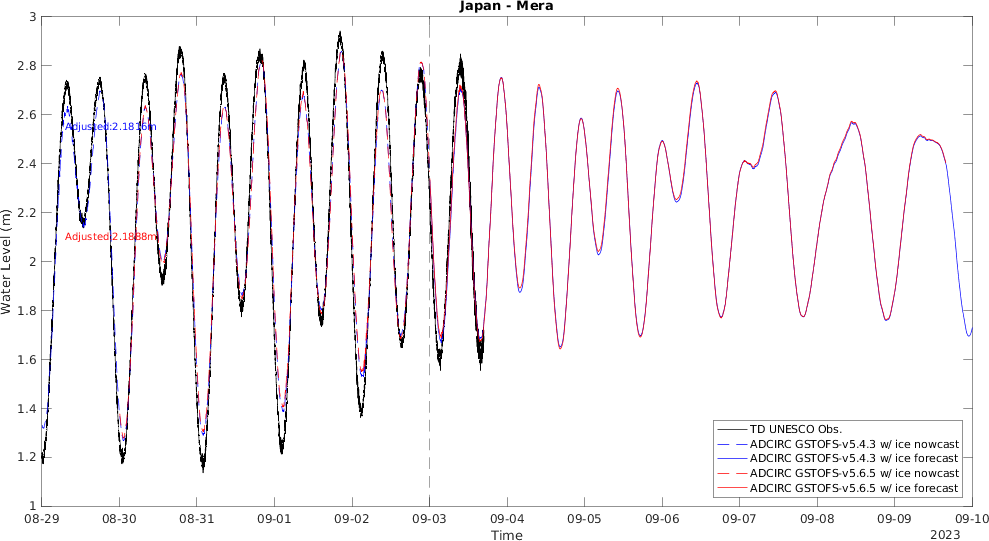 Japan - Mera
Water Level (m)
3
2.8
2.6
2.4
2.2
2
1.8
1.6
1.4
1.2
1
Adjusted:2.1816m
Adjusted:2.1888m
TD UNESCO Obs.
ADCIRC GSTOFS-v5.4.3 w/ ice nowcast
ADCIRC GSTOFS-v5.4.3 w/ ice forecast
ADCIRC GSTOFS-v5.6.5 w/ ice nowcast
ADCIRC GSTOFS-v5.6.5 w/ ice forecast
08-29 08-30 08-31 09-01 09-02 09-03 09-04 09-05 09-06 09-07 09-08 09-09 09-10
Time
2023